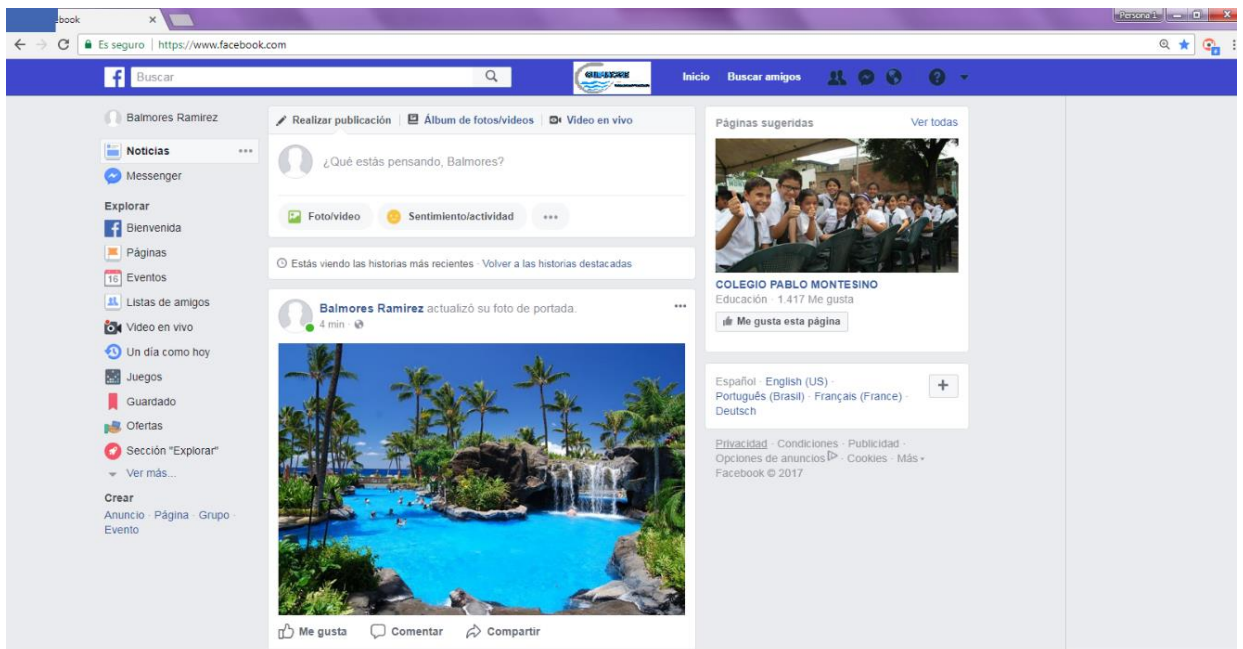 ebook
Persona 1
Es seguro | https://www.facebook.com
Buscar
Inicio Buscar amigos
Balmores Ramirez
Noticias
Messenger
Explorar
Bienvenida
Páginas
16 Eventos
Listas de amigos
Video en vivo
Un día como hoy
Juegos
Guardado
Ofertas
Sección "Explorar"
Ver más...
Crear
Anuncio · Página · Grupo ·
Evento
Realizar publicación | Álbum de fotos/videos | Video en vivo
¿Qué estás pensando, Balmores?
Foto/video Sentimiento/actividad
Estás viendo las historias más recientes · Volver a las historias destacadas
Balmores Ramirez actualizó su foto de portada.
4 min ·
Me gusta Comentar Compartir
Páginas sugeridas Ver todas
COLEGIO PABLO MONTESINO
Educación · 1.417 Me gusta
Me gusta esta página
Español · English (US) ·
Português (Brasil) · Français (France) ·
Deutsch
Privacidad · Condiciones · Publicidad ·
Opciones de anuncios · Cookies · Más
Facebook © 2017